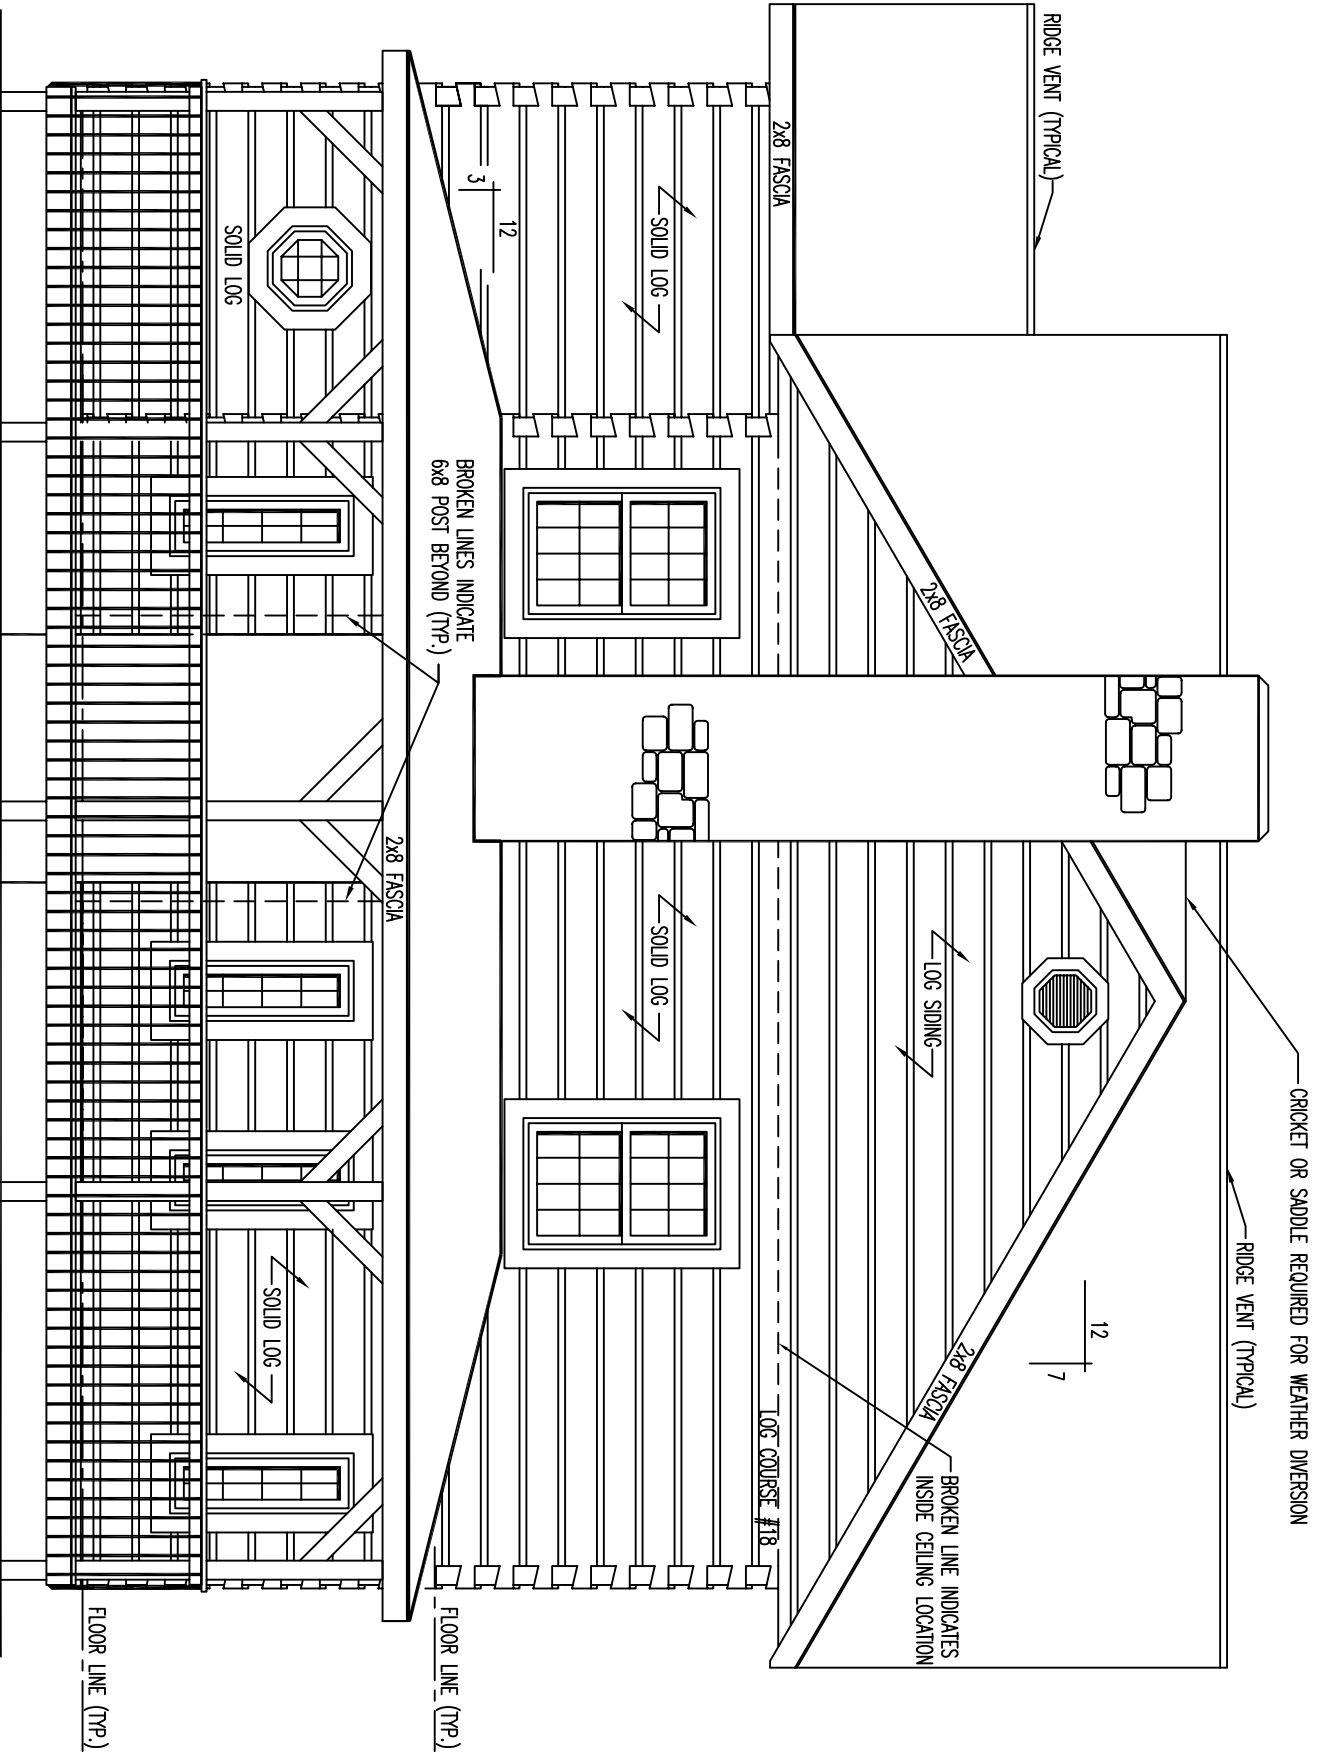 CRICKET OR SADDLE REQUIRED FOR WEATHER DIVERSION
RIDGE VENT (TYPICAL)
RIDGE VENT (TYPICAL)
12
7
2x8 FASCIA
2x8 FASCIA
2x8 FASCIA
LOG SIDING
BROKEN LINE INDICATES
INSIDE CEILING LOCATION
LOG COURSE #18
SOLID LOG
SOLID LOG
12
3
BROKEN LINES INDICATE
6x8 POST BEYOND (TYP.)
2x8 FASCIA
FLOOR LINE (TYP.)
SOLID LOG
SOLID LOG
FLOOR LINE (TYP.)